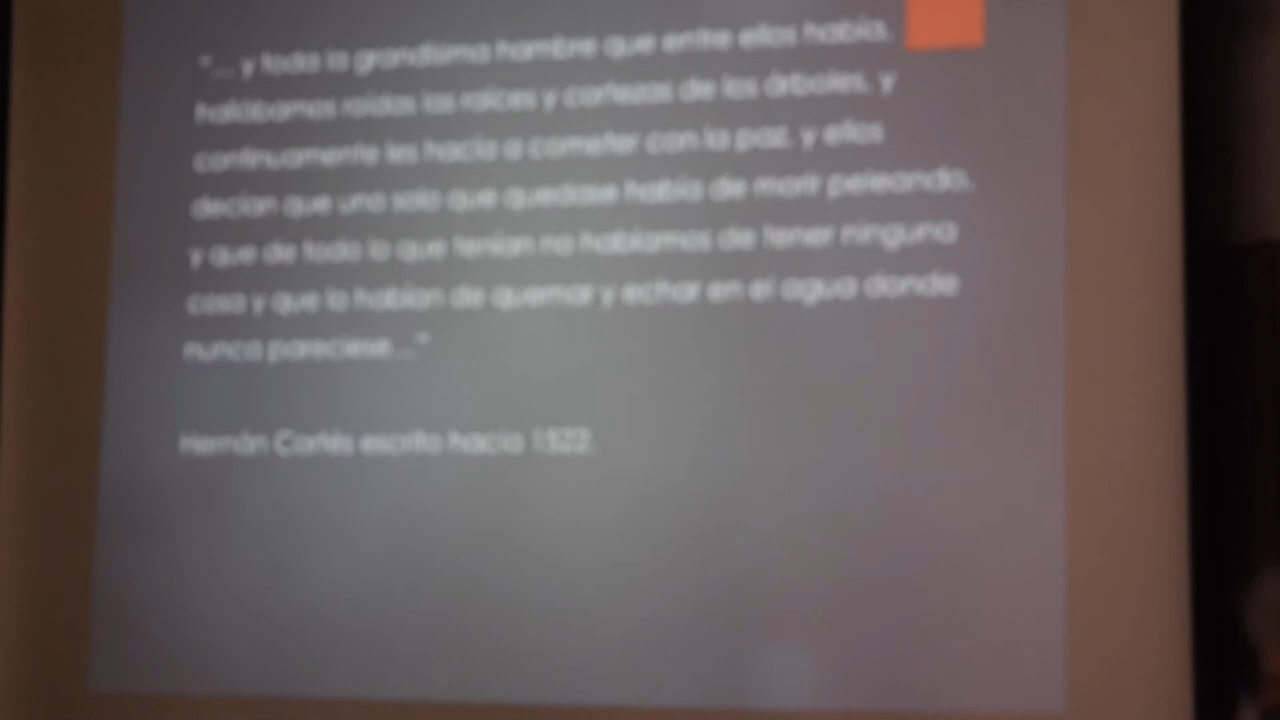 "... y toda la grandísima hambre que entre ellos había,
hallábamos roídas las raíces y cortezas de los árboles, y
continuamente les hacía a cometer con la paz, y ellos
decían que uno solo que quedase había de morir peleando,
y que de todo lo que tenían no habíamos de tener ninguna
cosa y que lo habían de quemar y echar en el agua donde
nunca pareciese..."
Hernán Cortés escrito hacia 1522.